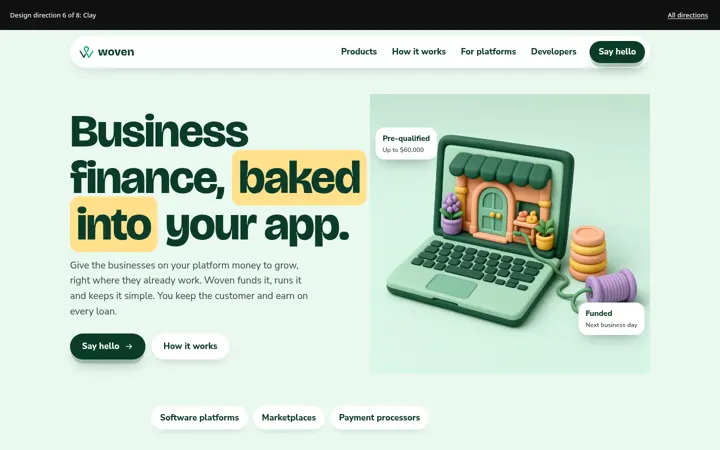 Design direction 6 of 8: Clay
All directions
woven
Products
How it works
For platforms
Developers
Say hello
Business
finance, baked
into your app.
Give the businesses on your platform money to grow,
right where they already work. Woven funds it, runs it
and keeps it simple. You keep the customer and earn on
every loan.
Say hello →
How it works
Pre-qualified
Up to $60,000
Funded
Next business day
Software platforms
Marketplaces
Payment processors